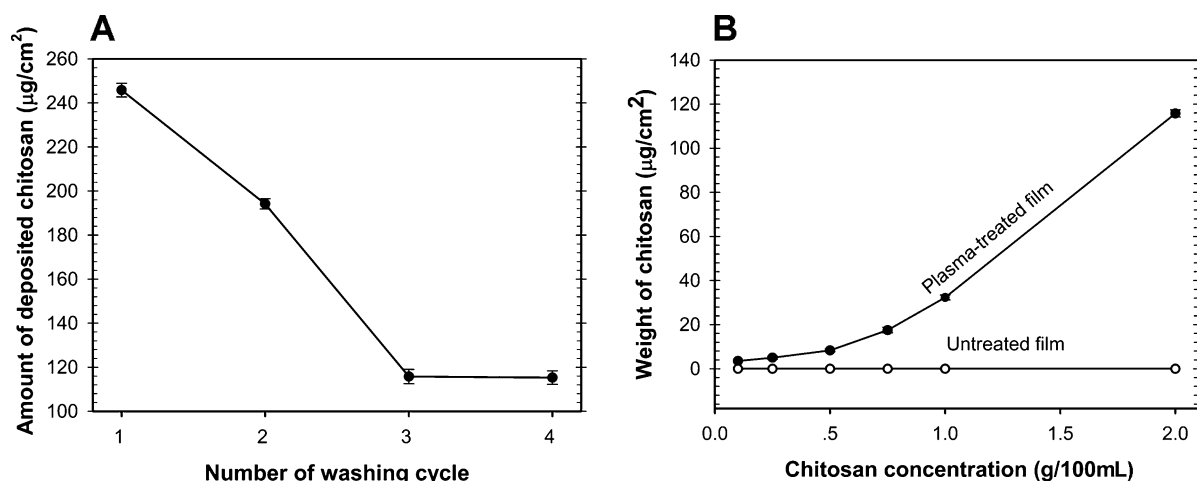 A
Amount of deposited chitosan (μg/cm²)
260
240
220
200
180
160
140
120
100
1 2 3 4
Number of washing cycle
B
Weight of chitosan (μg/cm²)
140
120
100
80
60
40
20
0
Plasma-treated film
Untreated film
0.0 .5 1.0 1.5 2.0
Chitosan concentration (g/100mL)